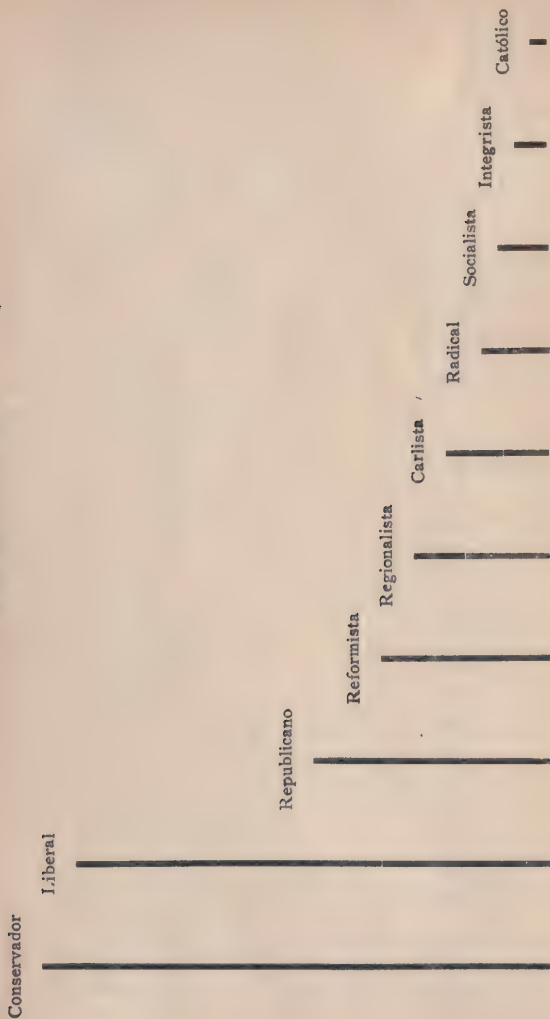 Conservador
Liberal
Republicano
Reformista
Regionalista
Carlista
Radical
Socialista
Integrista
Católico